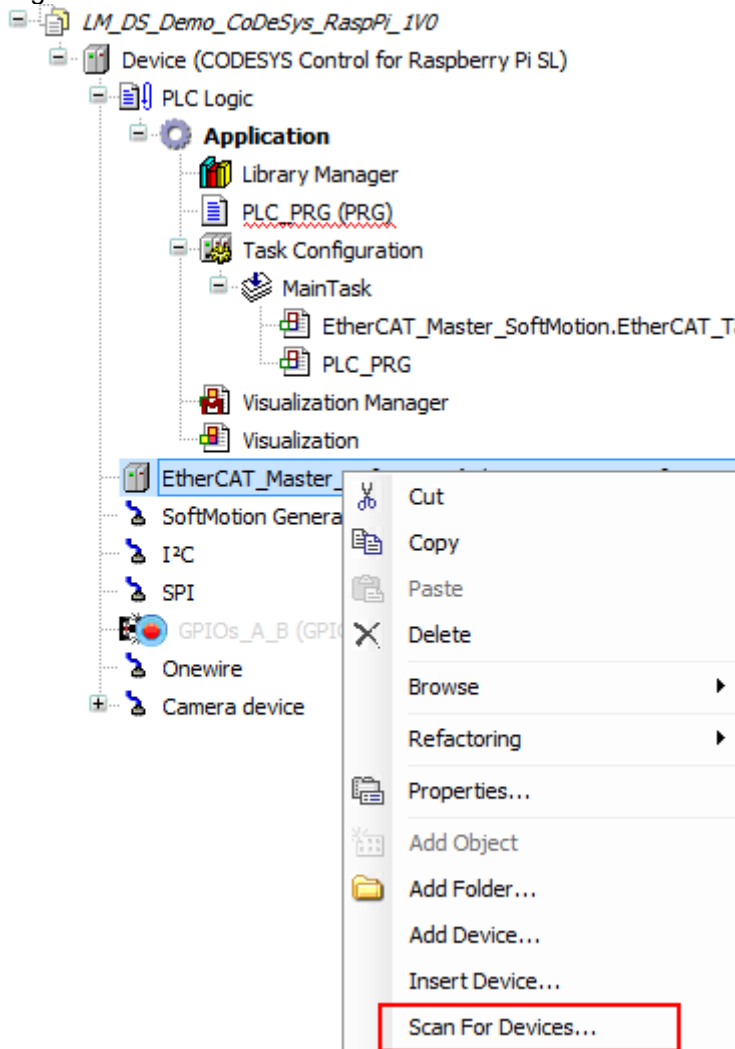 LM_DS_Demo_CoDeSys_RaspPi_1V0
Device (CODESYS Control for Raspberry Pi SL)
PLC Logic
Application
Library Manager
PLC_PRG (PRG)
Task Configuration
MainTask
EtherCAT_Master_SoftMotion.EtherCAT_Ta
PLC_PRG
Visualization Manager
Visualization
EtherCAT_Master_
SoftMotion Genera
I²C
SPI
GPIOs_A_B (GPIO
Onewire
Camera device
Cut
Copy
Paste
Delete
Browse
Refactoring
Properties...
Add Object
Add Folder...
Add Device...
Insert Device...
Scan For Devices...